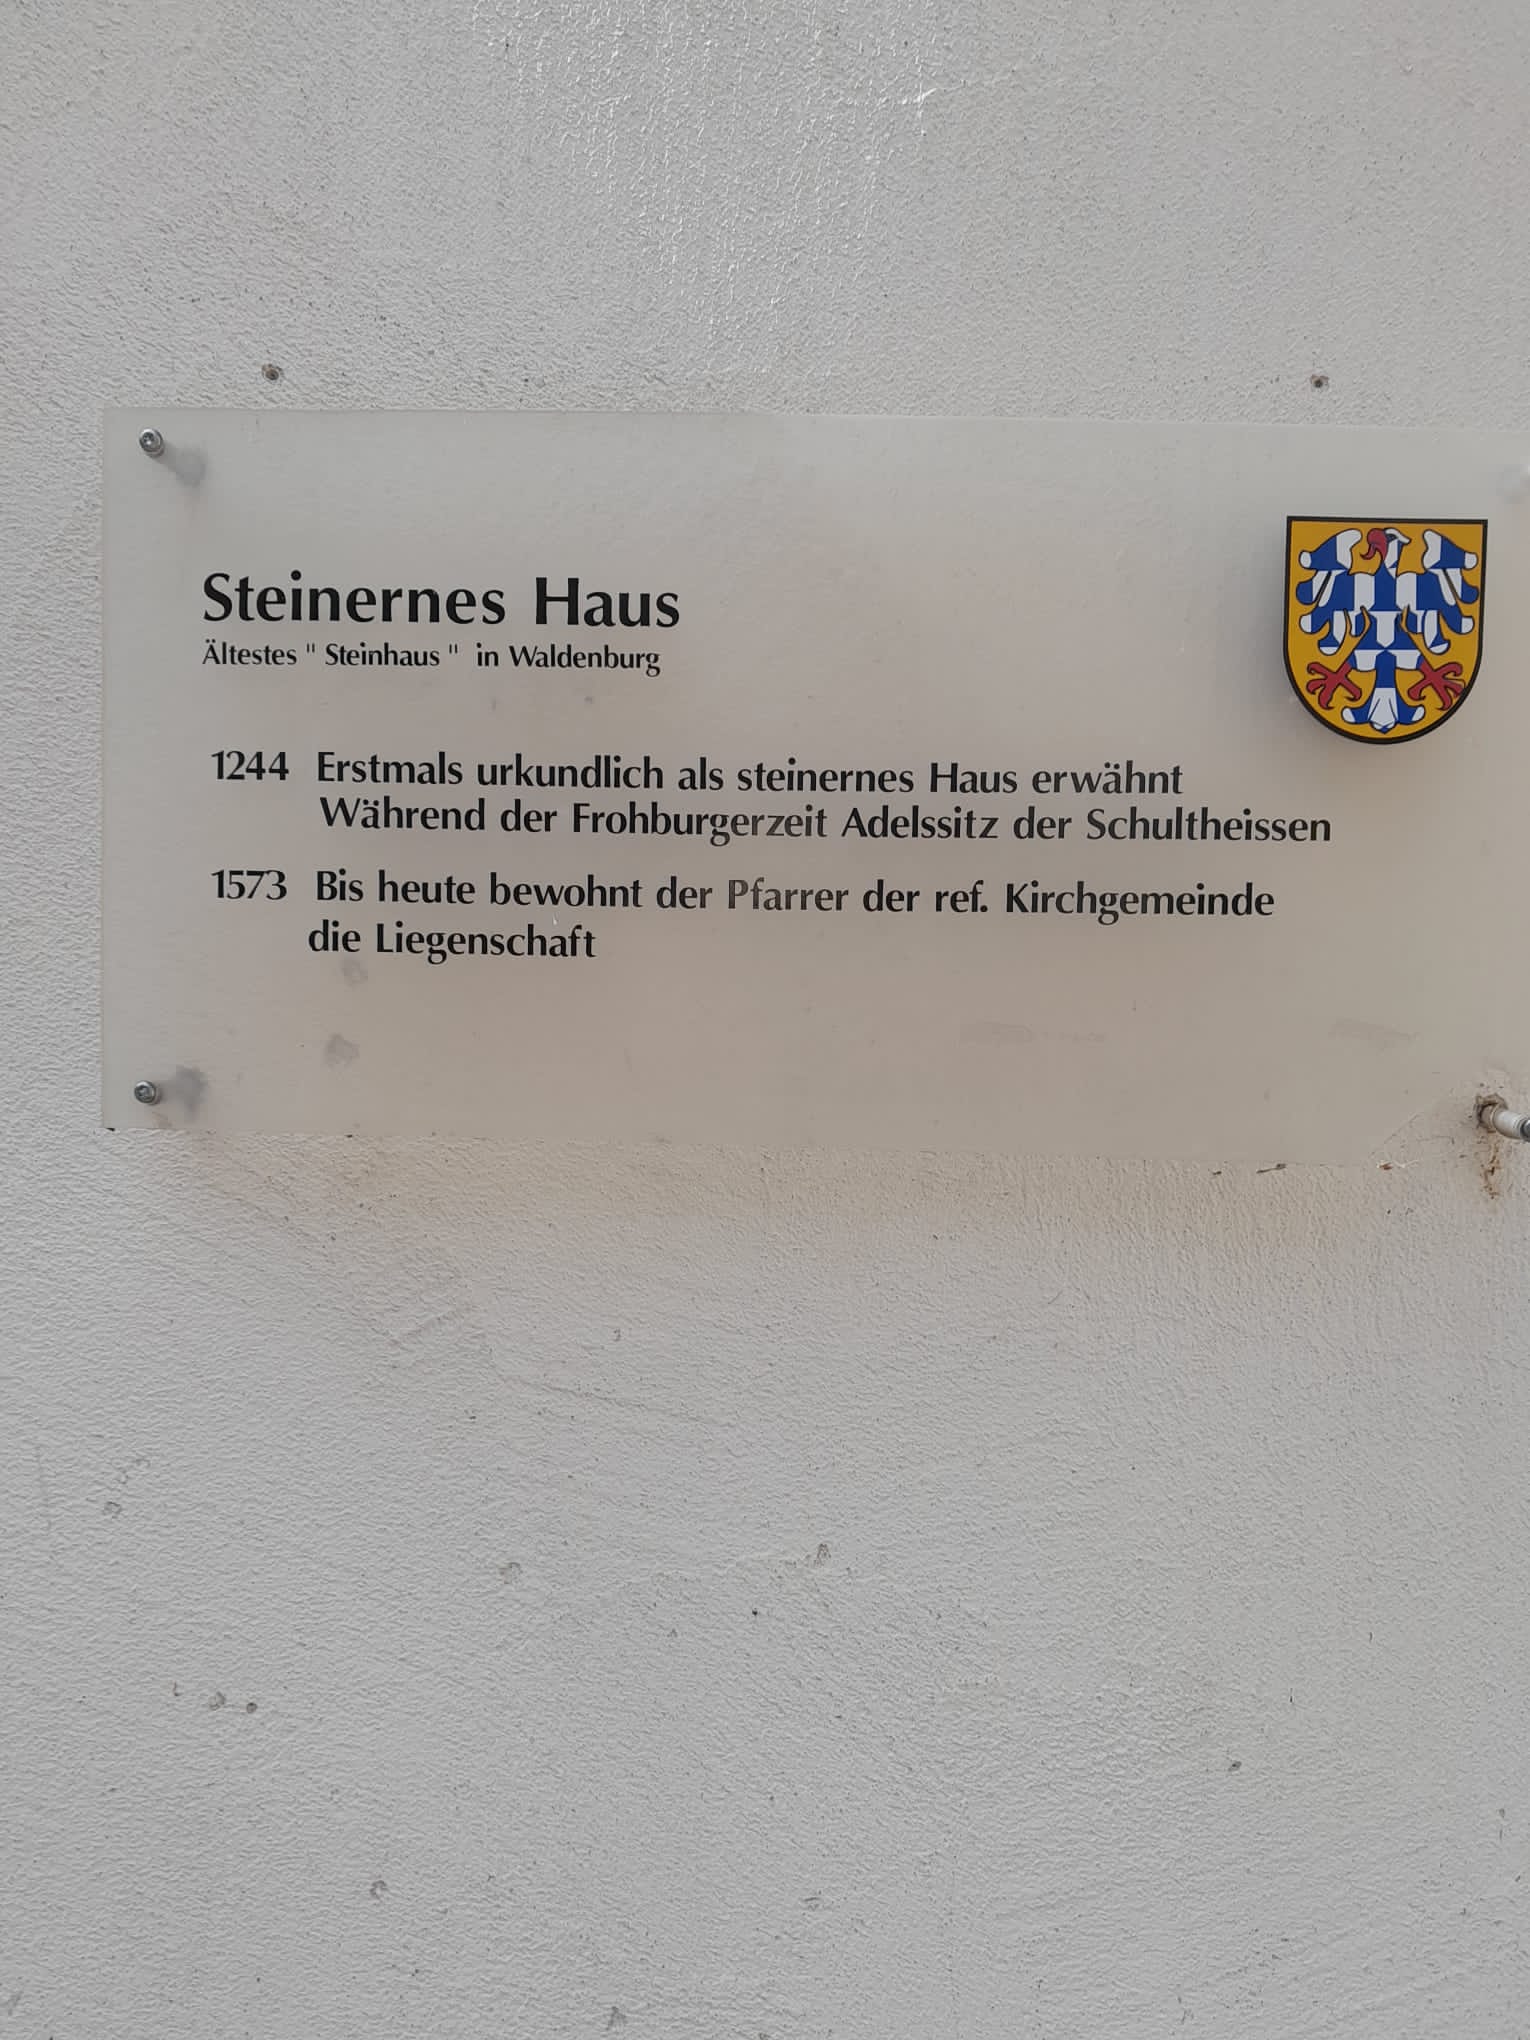 Steinernes Haus
Ältestes " Steinhaus " in Waldenburg
1244 Erstmals urkundlich als steinernes Haus erwähnt
Während der Frohburgerzeit Adelssitz der Schultheissen
1573 Bis heute bewohnt der Pfarrer der ref. Kirchgemeinde
die Liegenschaft